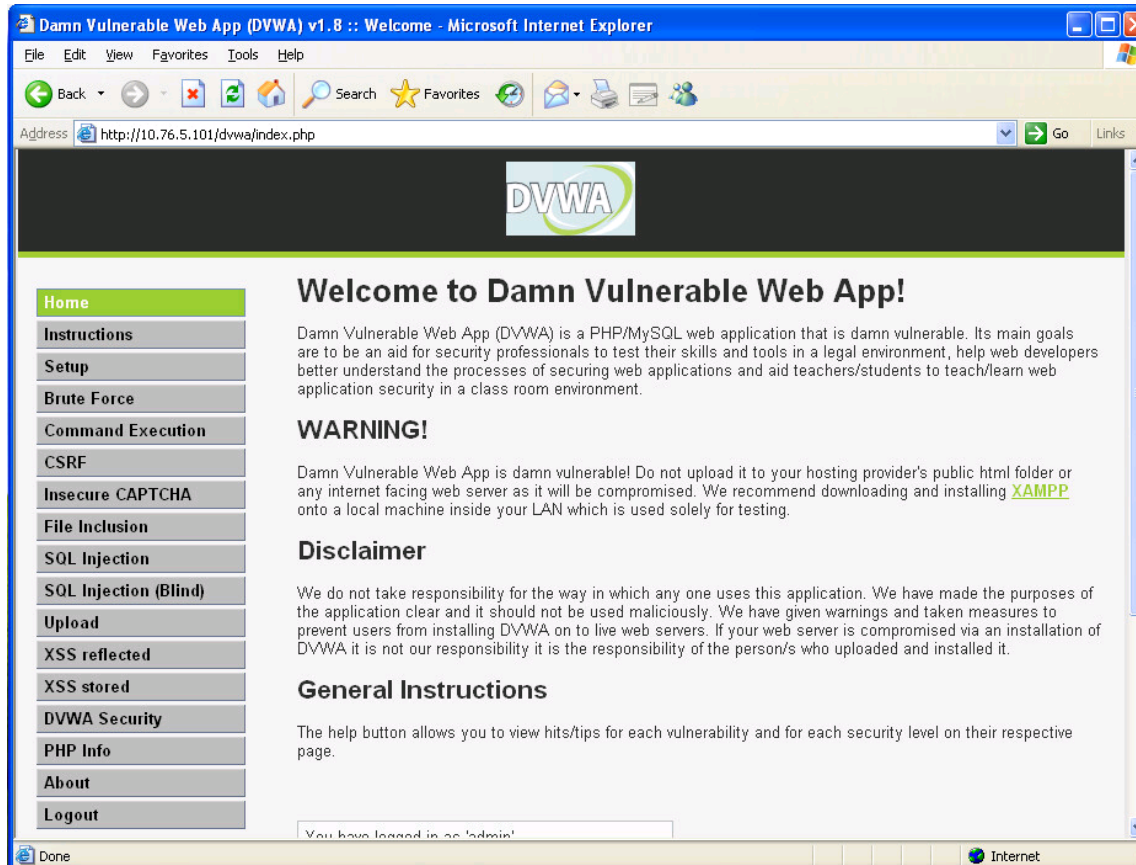 Damn Vulnerable Web App (DVWA) v1.8 :: Welcome - Microsoft Internet Explorer
File Edit View Favorites Tools Help
Back Search Favorites
Address http://10.76.5.101/dvwa/index.php Go Links
DVWA
Home
Instructions
Setup
Brute Force
Command Execution
CSRF
Insecure CAPTCHA
File Inclusion
SQL Injection
SQL Injection (Blind)
Upload
XSS reflected
XSS stored
DVWA Security
PHP Info
About
Logout
Welcome to Damn Vulnerable Web App!
Damn Vulnerable Web App (DVWA) is a PHP/MySQL web application that is damn vulnerable. Its main goals
are to be an aid for security professionals to test their skills and tools in a legal environment, help web developers
better understand the processes of securing web applications and aid teachers/students to teach/learn web
application security in a class room environment.
WARNING!
Damn Vulnerable Web App is damn vulnerable! Do not upload it to your hosting provider's public html folder or
any internet facing web server as it will be compromised. We recommend downloading and installing XAMPP
onto a local machine inside your LAN which is used solely for testing.
Disclaimer
We do not take responsibility for the way in which any one uses this application. We have made the purposes of
the application clear and it should not be used maliciously. We have given warnings and taken measures to
prevent users from installing DVWA on to live web servers. If your web server is compromised via an installation of
DVWA it is not our responsibility it is the responsibility of the person/s who uploaded and installed it.
General Instructions
The help button allows you to view hits/tips for each vulnerability and for each security level on their respective
page.
You have logged in as 'admin'
Done Internet